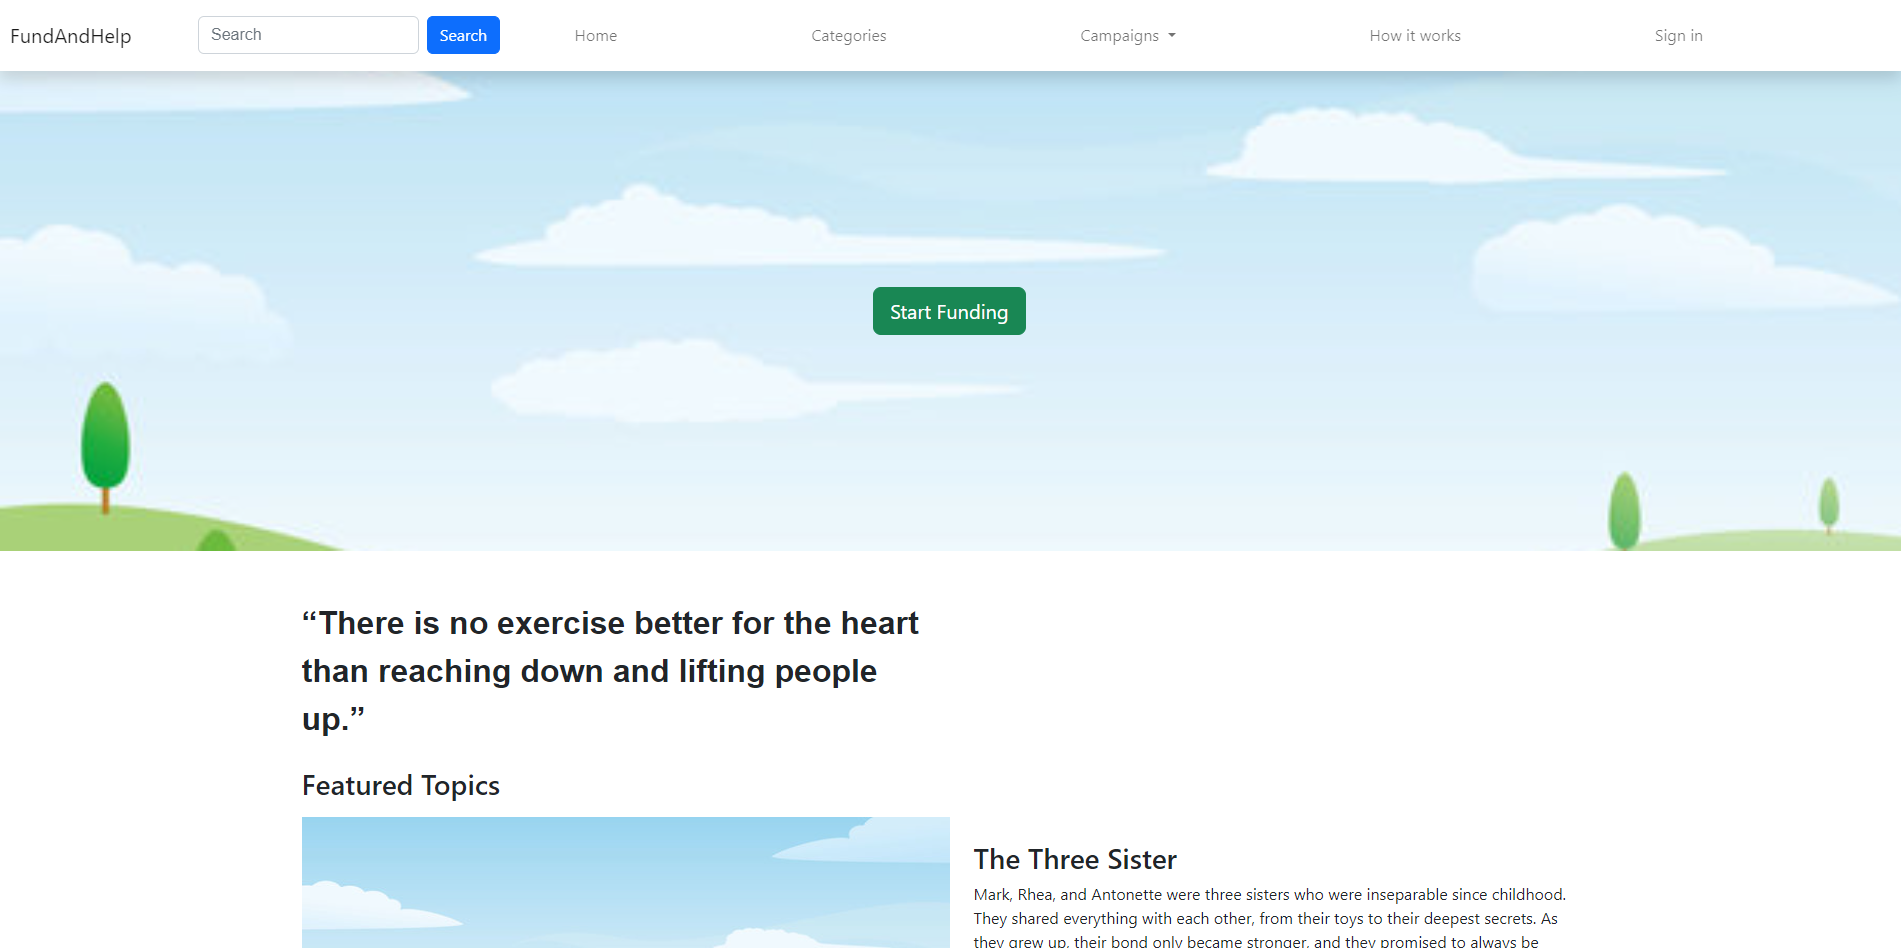 FundAndHelp Search Search Home Categories Campaigns How it works Sign in
Start Funding
“There is no exercise better for the heart
than reaching down and lifting people
up.”
Featured Topics
The Three Sister
Mark, Rhea, and Antonette were three sisters who were inseparable since childhood.
They shared everything with each other, from their toys to their deepest secrets. As
they grew up, their bond only became stronger, and they promised to always be